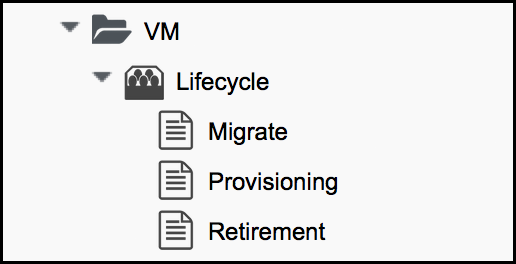 VM
Lifecycle
Migrate
Provisioning
Retirement